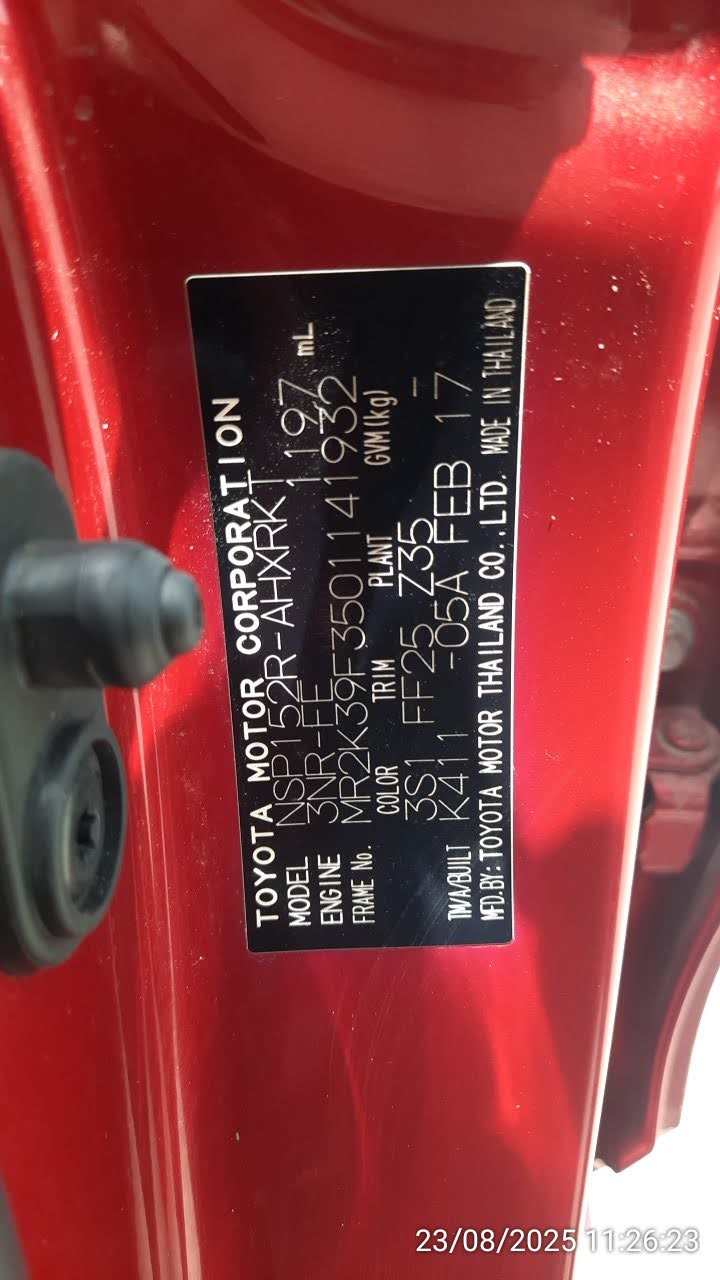 TOYOTA MOTOR CORPORATION
MODEL NSP152R-AHXRKT
ENGINE 3NR-FE 1197 mL
FRAME No. MR2K39F3501141932
COLOR TRIM PLANT GVM(kg)
3S1 FF25 Z35 -
TM/A/BUILT K411 -05A FEB 17
MFD.BY: TOYOTA MOTOR THAILAND CO.,LTD. MADE IN THAILAND
23/08/2025 11:26:23